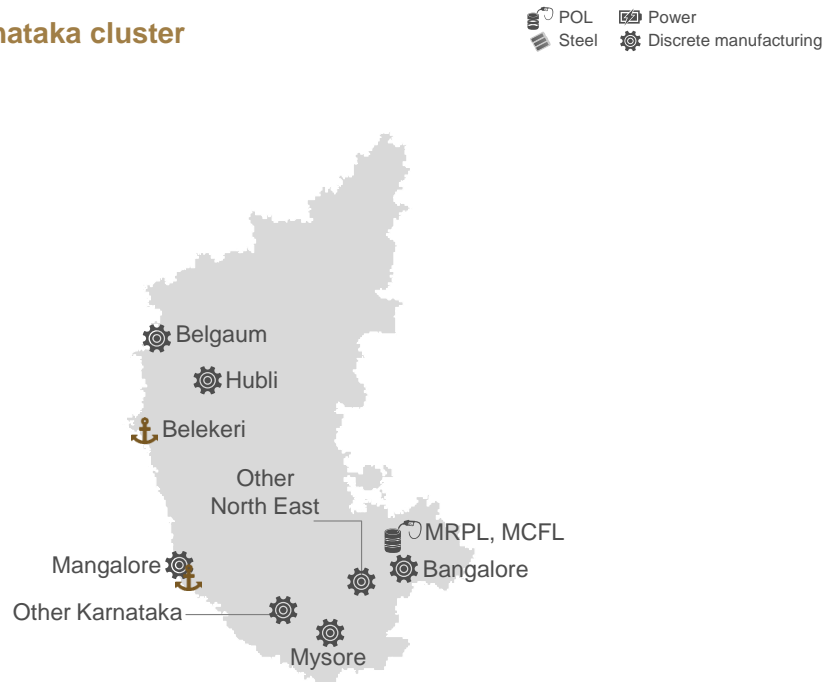 nataka cluster
POL
Power
Steel
Discrete manufacturing
Belgaum
Hubli
Belekeri
Other
North East
MRPL, MCFL
Mangalore
Bangalore
Other Karnataka
Mysore